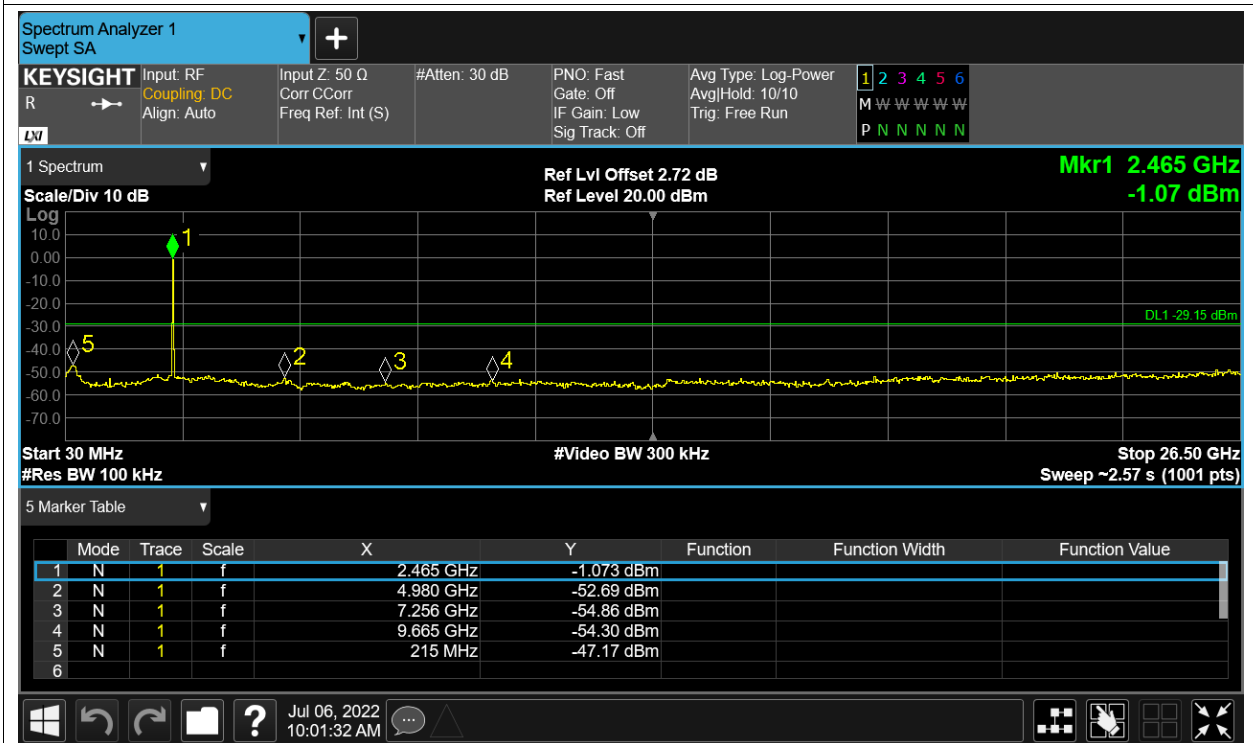 Spectrum Analyzer 1
Swept SA
KEYSIGHT Input: RF Input Z: 50 Ω #Atten: 30 dB PNO: Fast Avg Type: Log-Power 1 2 3 4 5 6
R Coupling: DC Corr CCorr Gate: Off Avg|Hold: 10/10 M W W W W W
Align: Auto Freq Ref: Int (S) IF Gain: Low Trig: Free Run
LXI Sig Track: Off P N N N N N
1 Spectrum Ref Lvl Offset 2.72 dB Mkr1 2.465 GHz
Scale/Div 10 dB Ref Level 20.00 dBm -1.07 dBm
Log
10.0
1
0.00
-10.0
-20.0
DL1 -29.15 dBm
-30.0
5
-40.0
2 3 4
-50.0
-60.0
-70.0
Start 30 MHz #Video BW 300 kHz Stop 26.50 GHz
#Res BW 100 kHz Sweep ~2.57 s (1001 pts)
5 Marker Table
Mode Trace Scale X Y Function Function Width Function Value
1 N 1 f 2.465 GHz -1.073 dBm
2 N 1 f 4.980 GHz -52.69 dBm
3 N 1 f 7.256 GHz -54.86 dBm
4 N 1 f 9.665 GHz -54.30 dBm
5 N 1 f 215 MHz -47.17 dBm
6
? Jul 06, 2022
10:01:32 AM